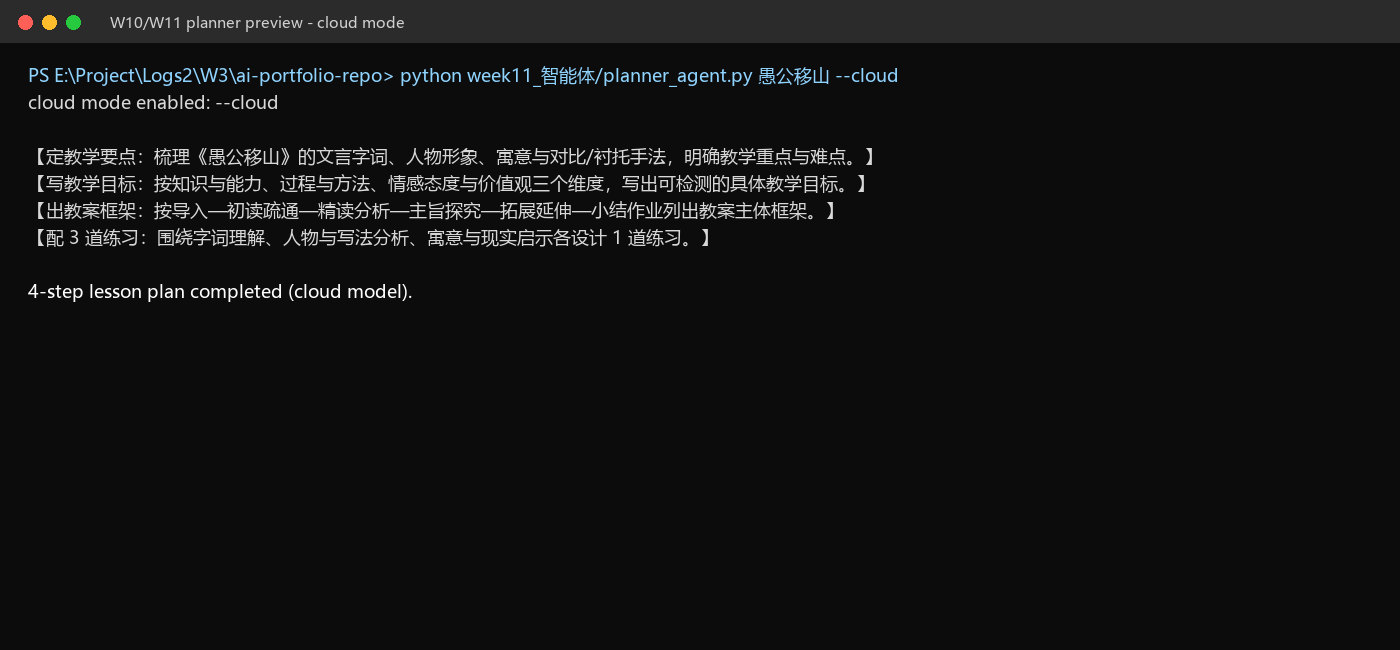 W10/W11 planner preview - cloud mode
PS E:\Project\Logs2\W3\ai-portfolio-repo> python week11_智能体/planner_agent.py 愚公移山 --cloud
cloud mode enabled: --cloud
【定教学要点：梳理《愚公移山》的文言字词、人物形象、寓意与对比/衬托手法，明确教学重点与难点。】
【写教学目标：按知识与能力、过程与方法、情感态度与价值观三个维度，写出可检测的具体教学目标。】
【出教案框架：按导入—初读疏通—精读分析—主旨探究—拓展延伸—小结作业列出教案主体框架。】
【配 3 道练习：围绕字词理解、人物与写法分析、寓意与现实启示各设计 1 道练习。】
4-step lesson plan completed (cloud model).